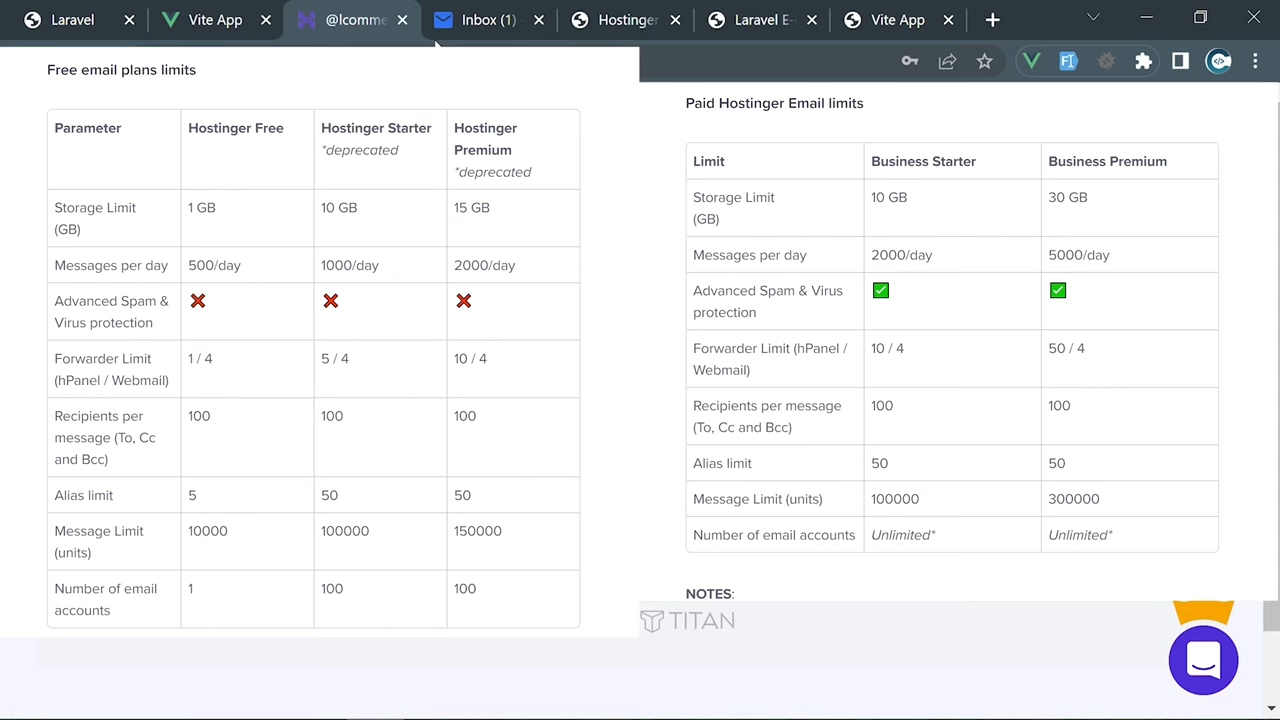 Laravel
Vite App
@lcomme
Inbox (1)
Hostinger
Laravel E-
Vite App
Free email plans limits
Parameter
Hostinger Free
Hostinger Starter
*deprecated
Hostinger
Premium
*deprecated
Storage Limit
(GB)
1 GB
10 GB
15 GB
Messages per day
500/day
1000/day
2000/day
Advanced Spam &
Virus protection
Forwarder Limit
(hPanel / Webmail)
1 / 4
5 / 4
10 / 4
Recipients per
message (To, Cc
and Bcc)
100
100
100
Alias limit
5
50
50
Message Limit
(units)
10000
100000
150000
Number of email
accounts
1
100
100
Paid Hostinger Email limits
Limit
Business Starter
Business Premium
Storage Limit
(GB)
10 GB
30 GB
Messages per day
2000/day
5000/day
Advanced Spam & Virus
protection
Forwarder Limit (hPanel /
Webmail)
10 / 4
50 / 4
Recipients per message
(To, Cc and Bcc)
100
100
Alias limit
50
50
Message Limit (units)
100000
300000
Number of email accounts
Unlimited*
Unlimited*
NOTES:
TITAN